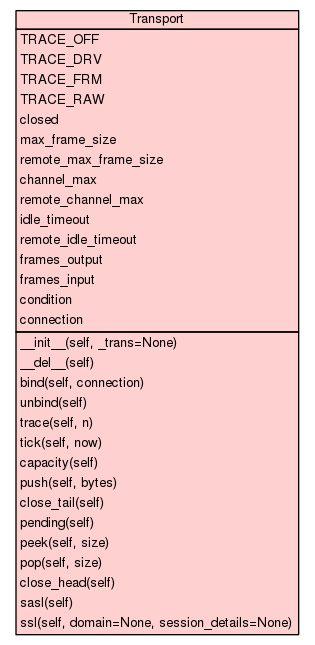 Transport
TRACE_OFF
TRACE_DRV
TRACE_FRM
TRACE_RAW
closed
max_frame_size
remote_max_frame_size
channel_max
remote_channel_max
idle_timeout
remote_idle_timeout
frames_output
frames_input
condition
connection
__init__(self, _trans=None)
__del__(self)
bind(self, connection)
unbind(self)
trace(self, n)
tick(self, now)
capacity(self)
push(self, bytes)
close_tail(self)
pending(self)
peek(self, size)
pop(self, size)
close_head(self)
sasl(self)
ssl(self, domain=None, session_details=None)